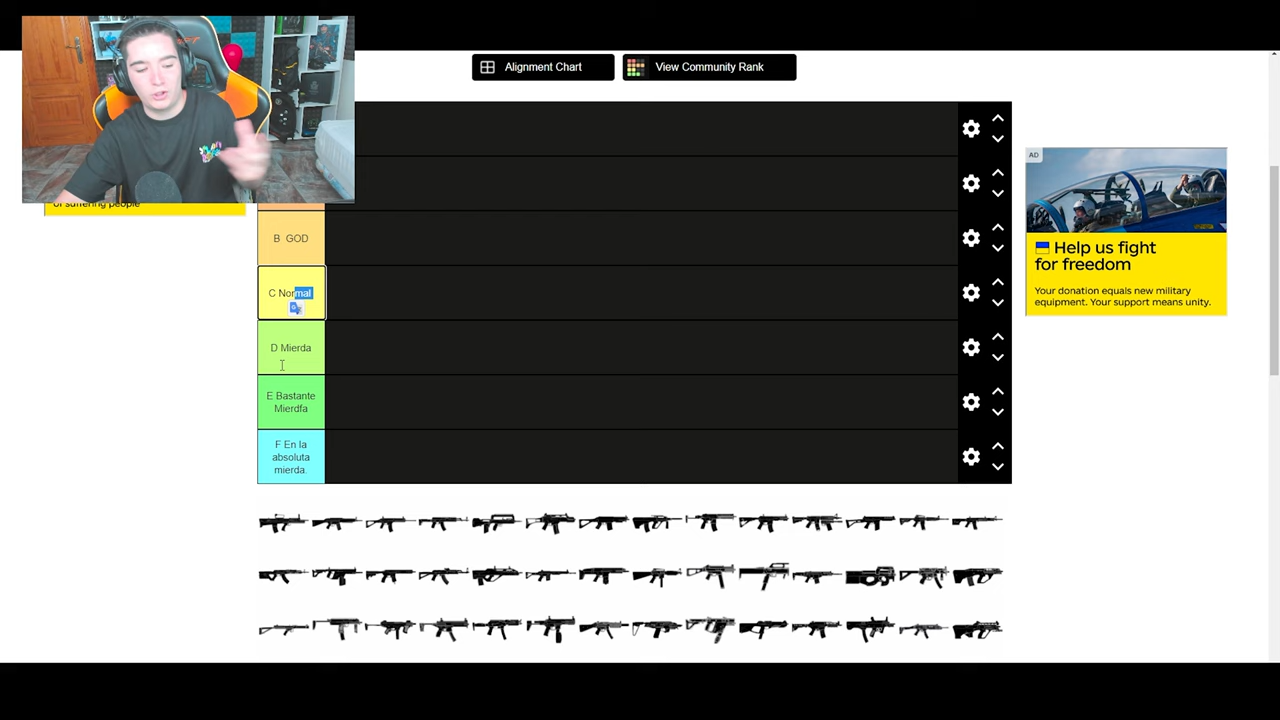 Alignment Chart
View Community Rank
of suffering people
B GOD
C Normal
D Mierda
E Bastante
Mierdfa
F En la
absoluta
mierda.
AD
Help us fight
for freedom
Your donation equals new military
equipment. Your support means unity.